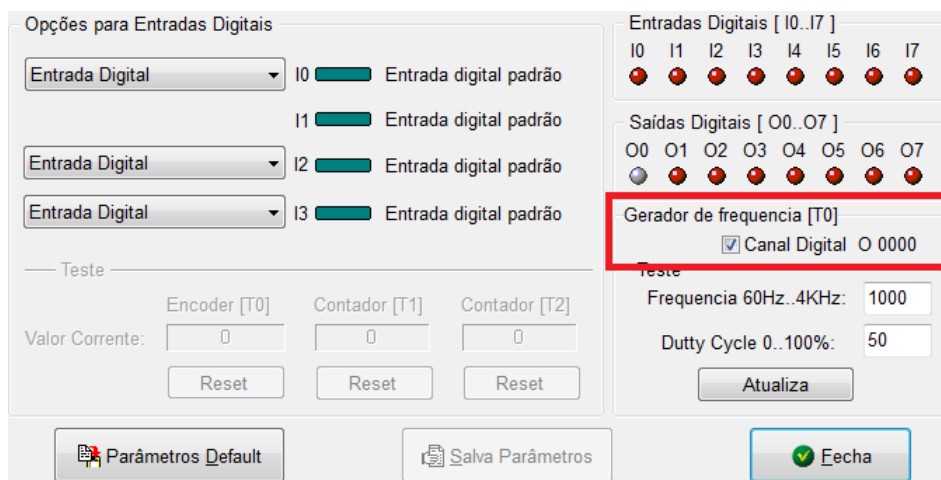 Opções para Entradas Digitais
Entrada Digital I0 Entrada digital padrão
I1 Entrada digital padrão
Entrada Digital I2 Entrada digital padrão
Entrada Digital I3 Entrada digital padrão
Teste
Encoder [T0] Contador [T1] Contador [T2]
Valor Corrente: 0 0 0
Reset Reset Reset
Entradas Digitais [ I0..I7 ]
I0 I1 I2 I3 I4 I5 I6 I7
Saídas Digitais [ O0..O7 ]
O0 O1 O2 O3 O4 O5 O6 O7
Gerador de frequencia [T0]
Canal Digital O 0000
Teste
Frequencia 60Hz..4KHz: 1000
Dutty Cycle 0..100%: 50
Atualiza
Parâmetros Default Salva Parâmetros Fecha